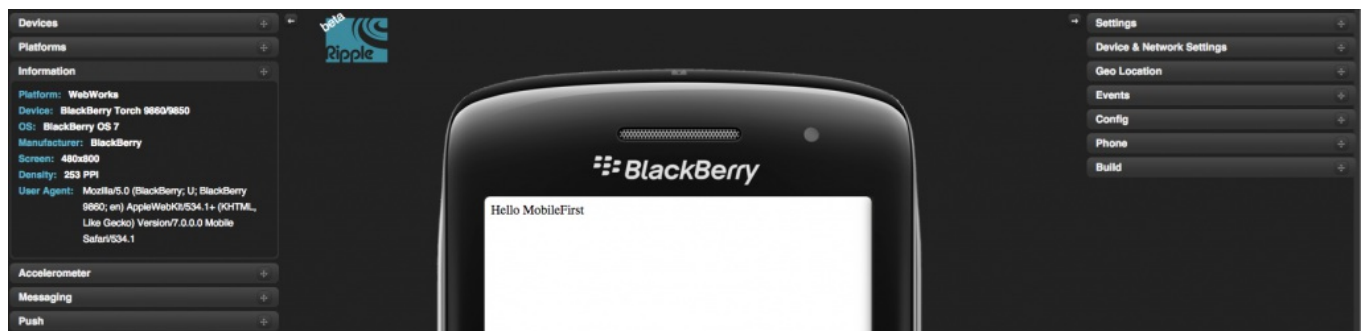 Devices
Platforms
Information
Platform: WebWorks
Device: BlackBerry Torch 9860/9850
OS: BlackBerry OS 7
Manufacturer: BlackBerry
Screen: 480x800
Density: 253 PPI
User Agent: Mozilla/5.0 (BlackBerry; U; BlackBerry
9860; en) AppleWebKit/534.1+ (KHTML,
Like Gecko) Version/7.0.0.0 Mobile
Safari/534.1
Accelerometer
Messaging
Push
beta
Ripple
BlackBerry
Hello MobileFirst
Settings
Device & Network Settings
Geo Location
Events
Config
Phone
Build